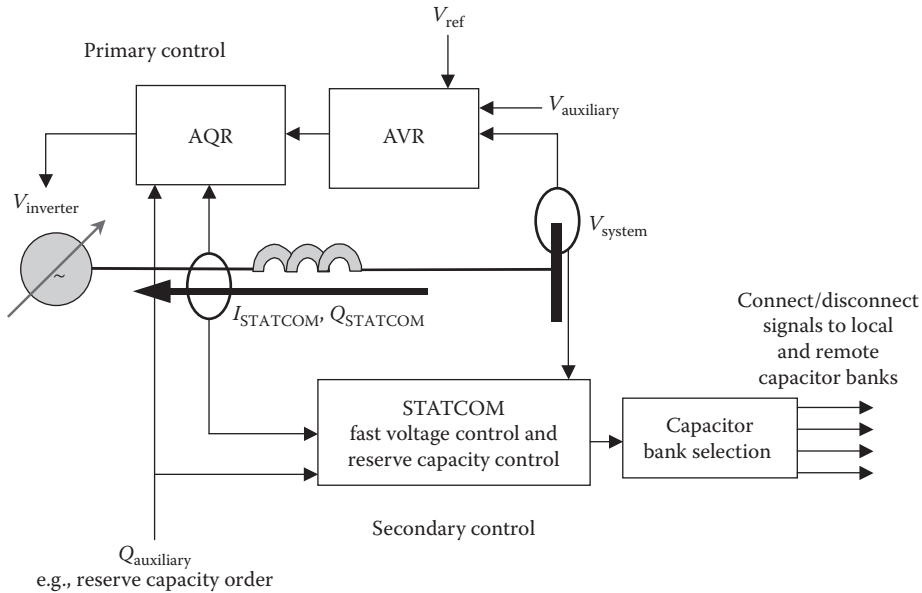 V_ref
Primary control
V_auxiliary
AQR
AVR
V_inverter
V_system
~
I_STATCOM, Q_STATCOM
Connect/disconnect
signals to local
and remote
capacitor banks
STATCOM
fast voltage control and
reserve capacity control
Capacitor
bank selection
Secondary control
Q_auxiliary
e.g., reserve capacity order